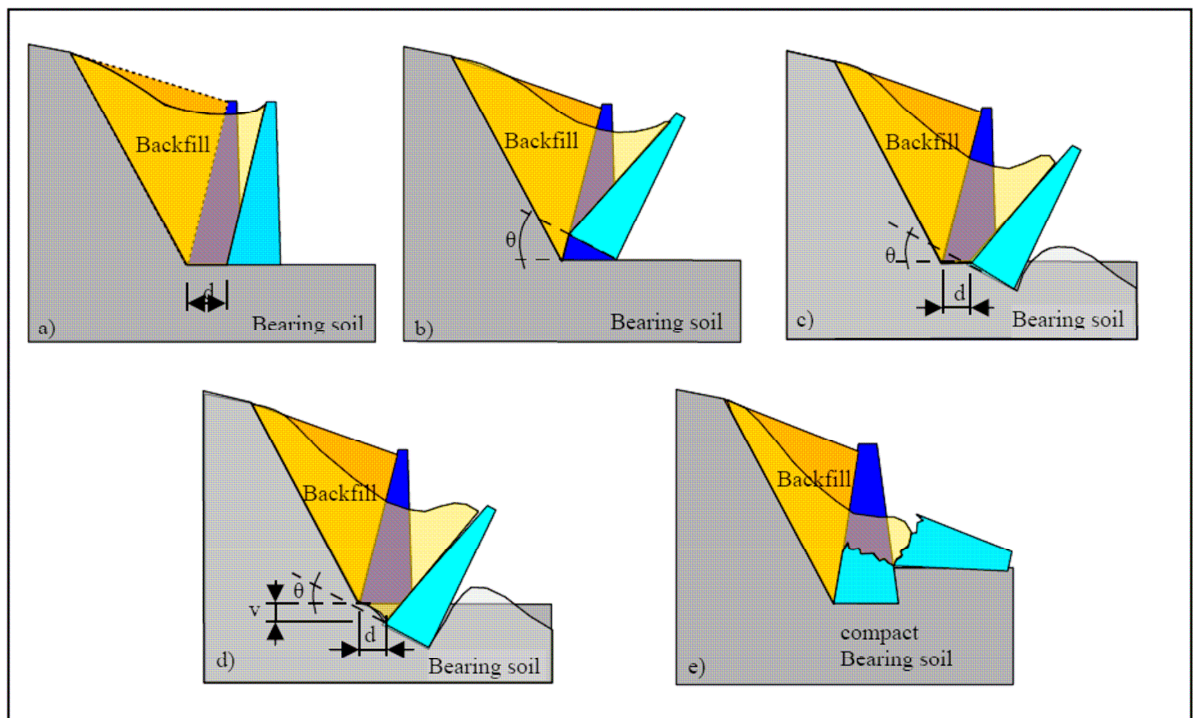 Backfill
d
Bearing soil
a)
Backfill
θ
Bearing soil
b)
Backfill
θ
d
Bearing soil
c)
Backfill
θ
v
d
Bearing soil
d)
Backfill
compact
Bearing soil
e)